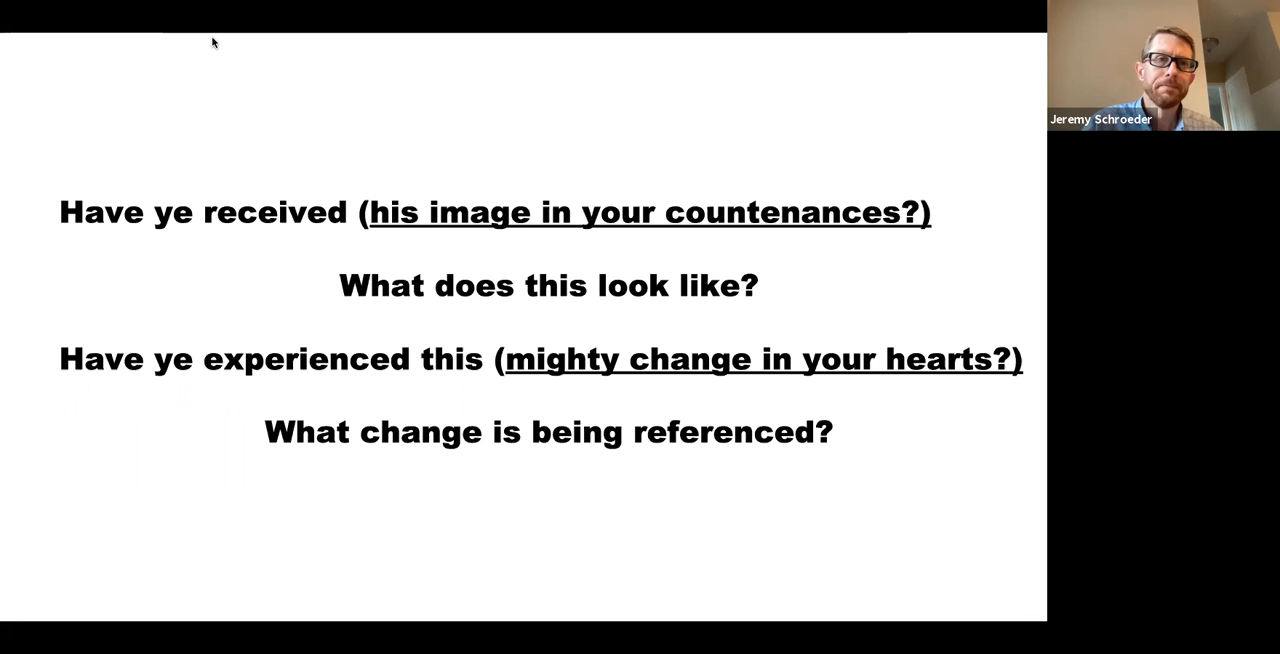 Have ye received (his image in your countenances?)
What does this look like?
Have ye experienced this (mighty change in your hearts?)
What change is being referenced?
Jeremy Schroeder